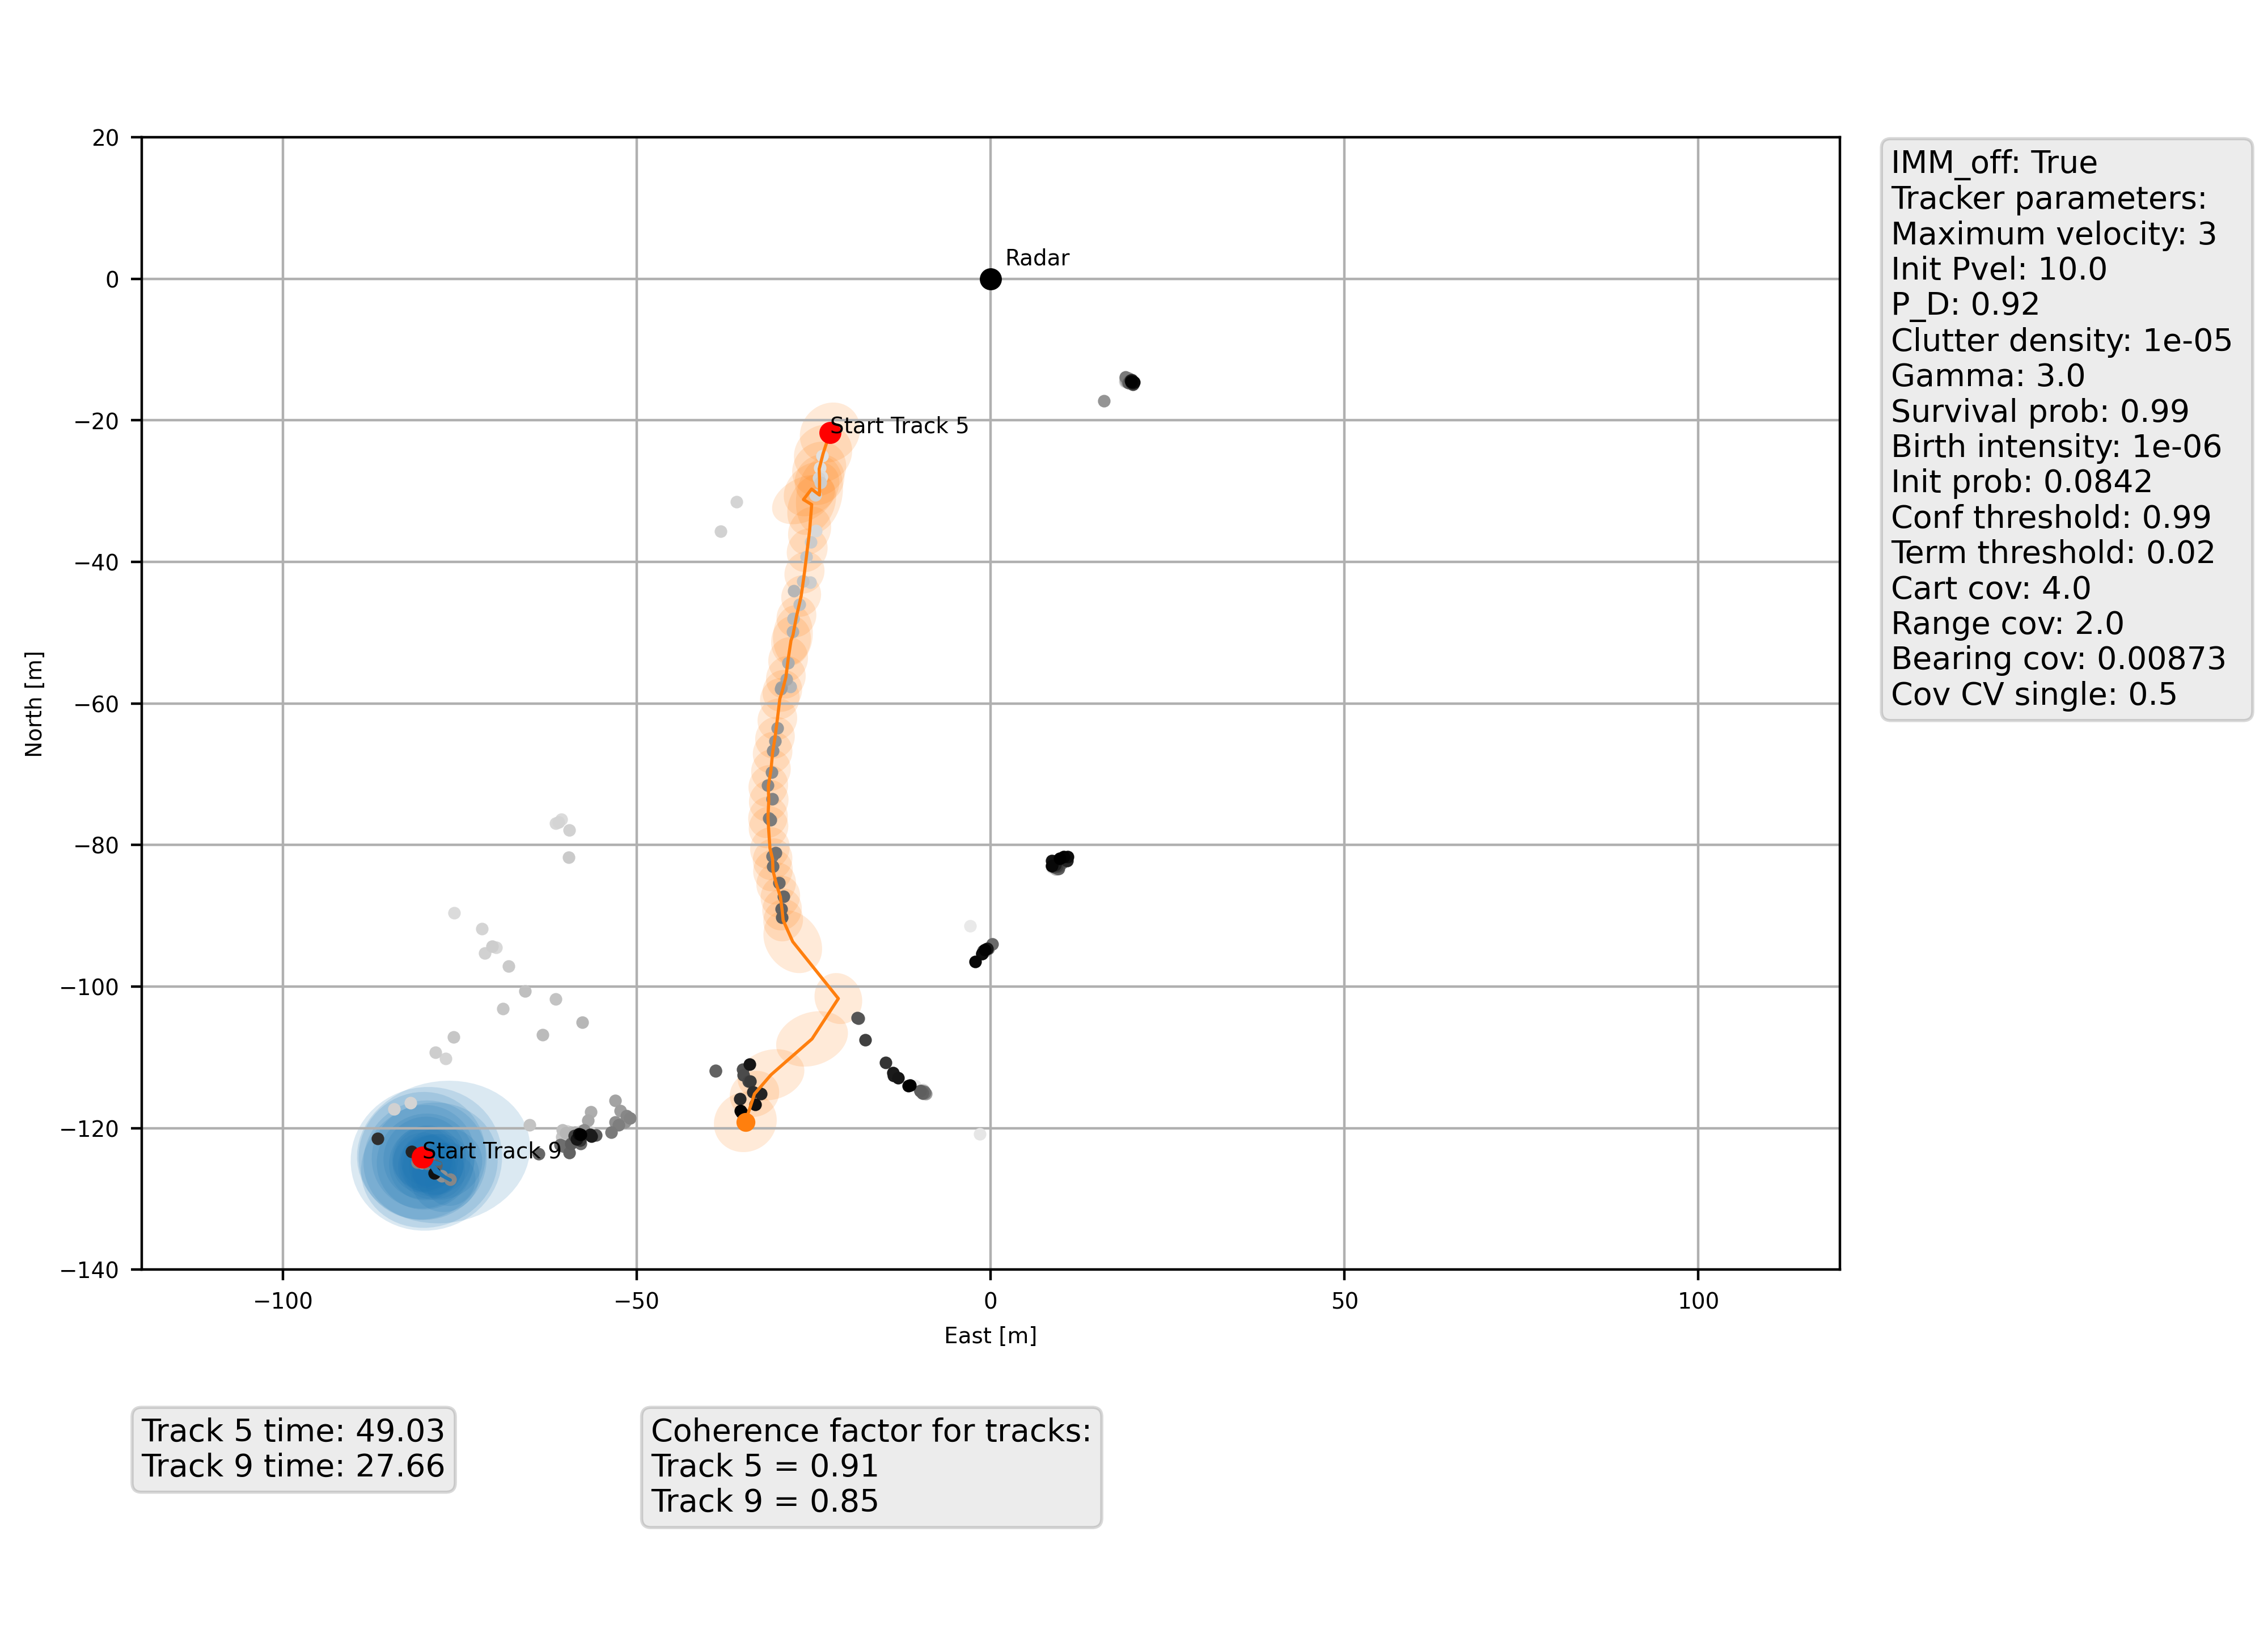 20
0
−20
−40
−60
−80
−100
−120
−140
North [m]
−100
−50
0
50
100
East [m]
Radar
Start Track 5
Start Track 9
IMM_off: True
Tracker parameters:
Maximum velocity: 3
Init Pvel: 10.0
P_D: 0.92
Clutter density: 1e-05
Gamma: 3.0
Survival prob: 0.99
Birth intensity: 1e-06
Init prob: 0.0842
Conf threshold: 0.99
Term threshold: 0.02
Cart cov: 4.0
Range cov: 2.0
Bearing cov: 0.00873
Cov CV single: 0.5
Track 5 time: 49.03
Track 9 time: 27.66
Coherence factor for tracks:
Track 5 = 0.91
Track 9 = 0.85